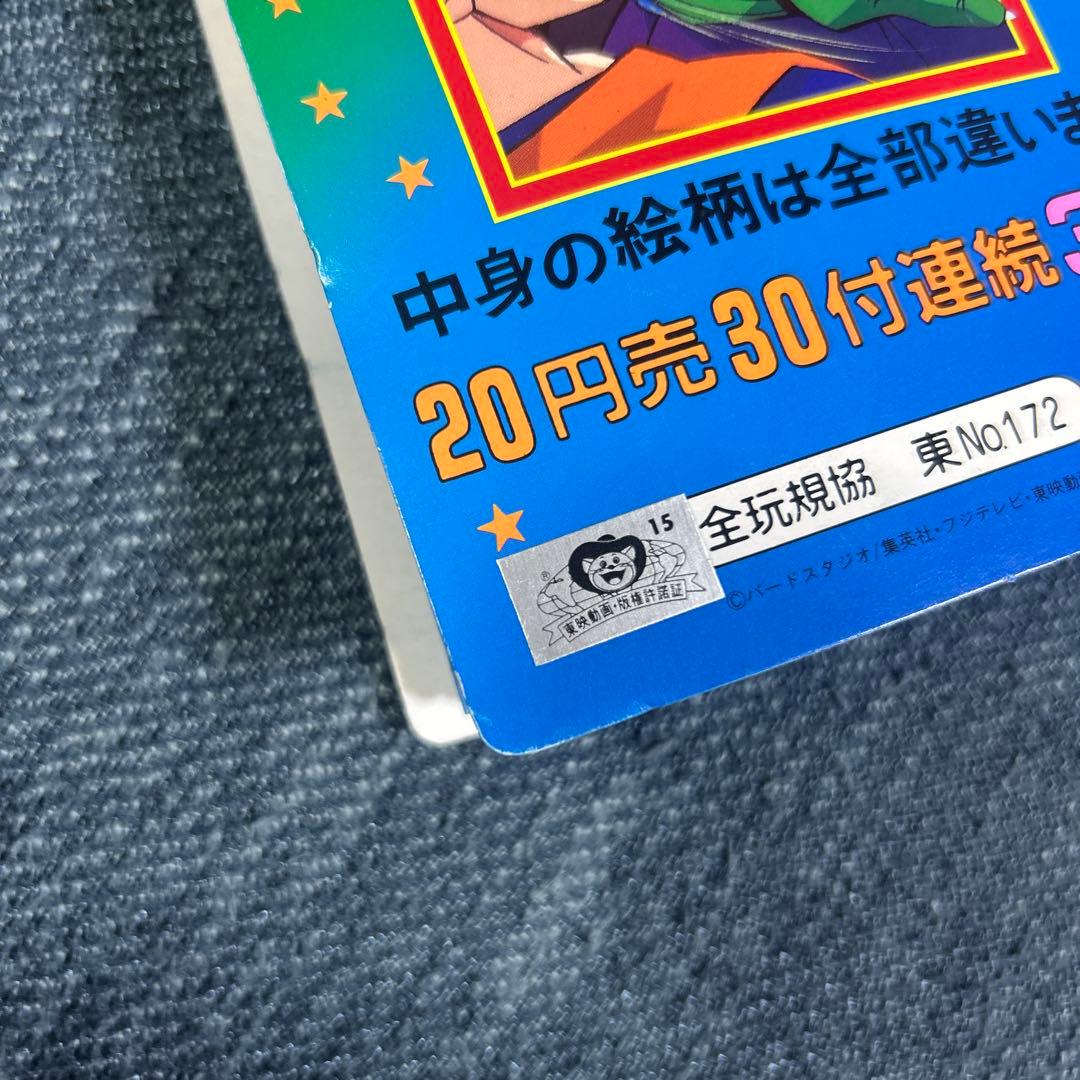 中身の絵柄は全部違いま
20円売30付連続3
全玩規協 東No.172
15
®
東映動画・版権許諾証
©バードスタジオ/集英社・フジテレビ・東映動